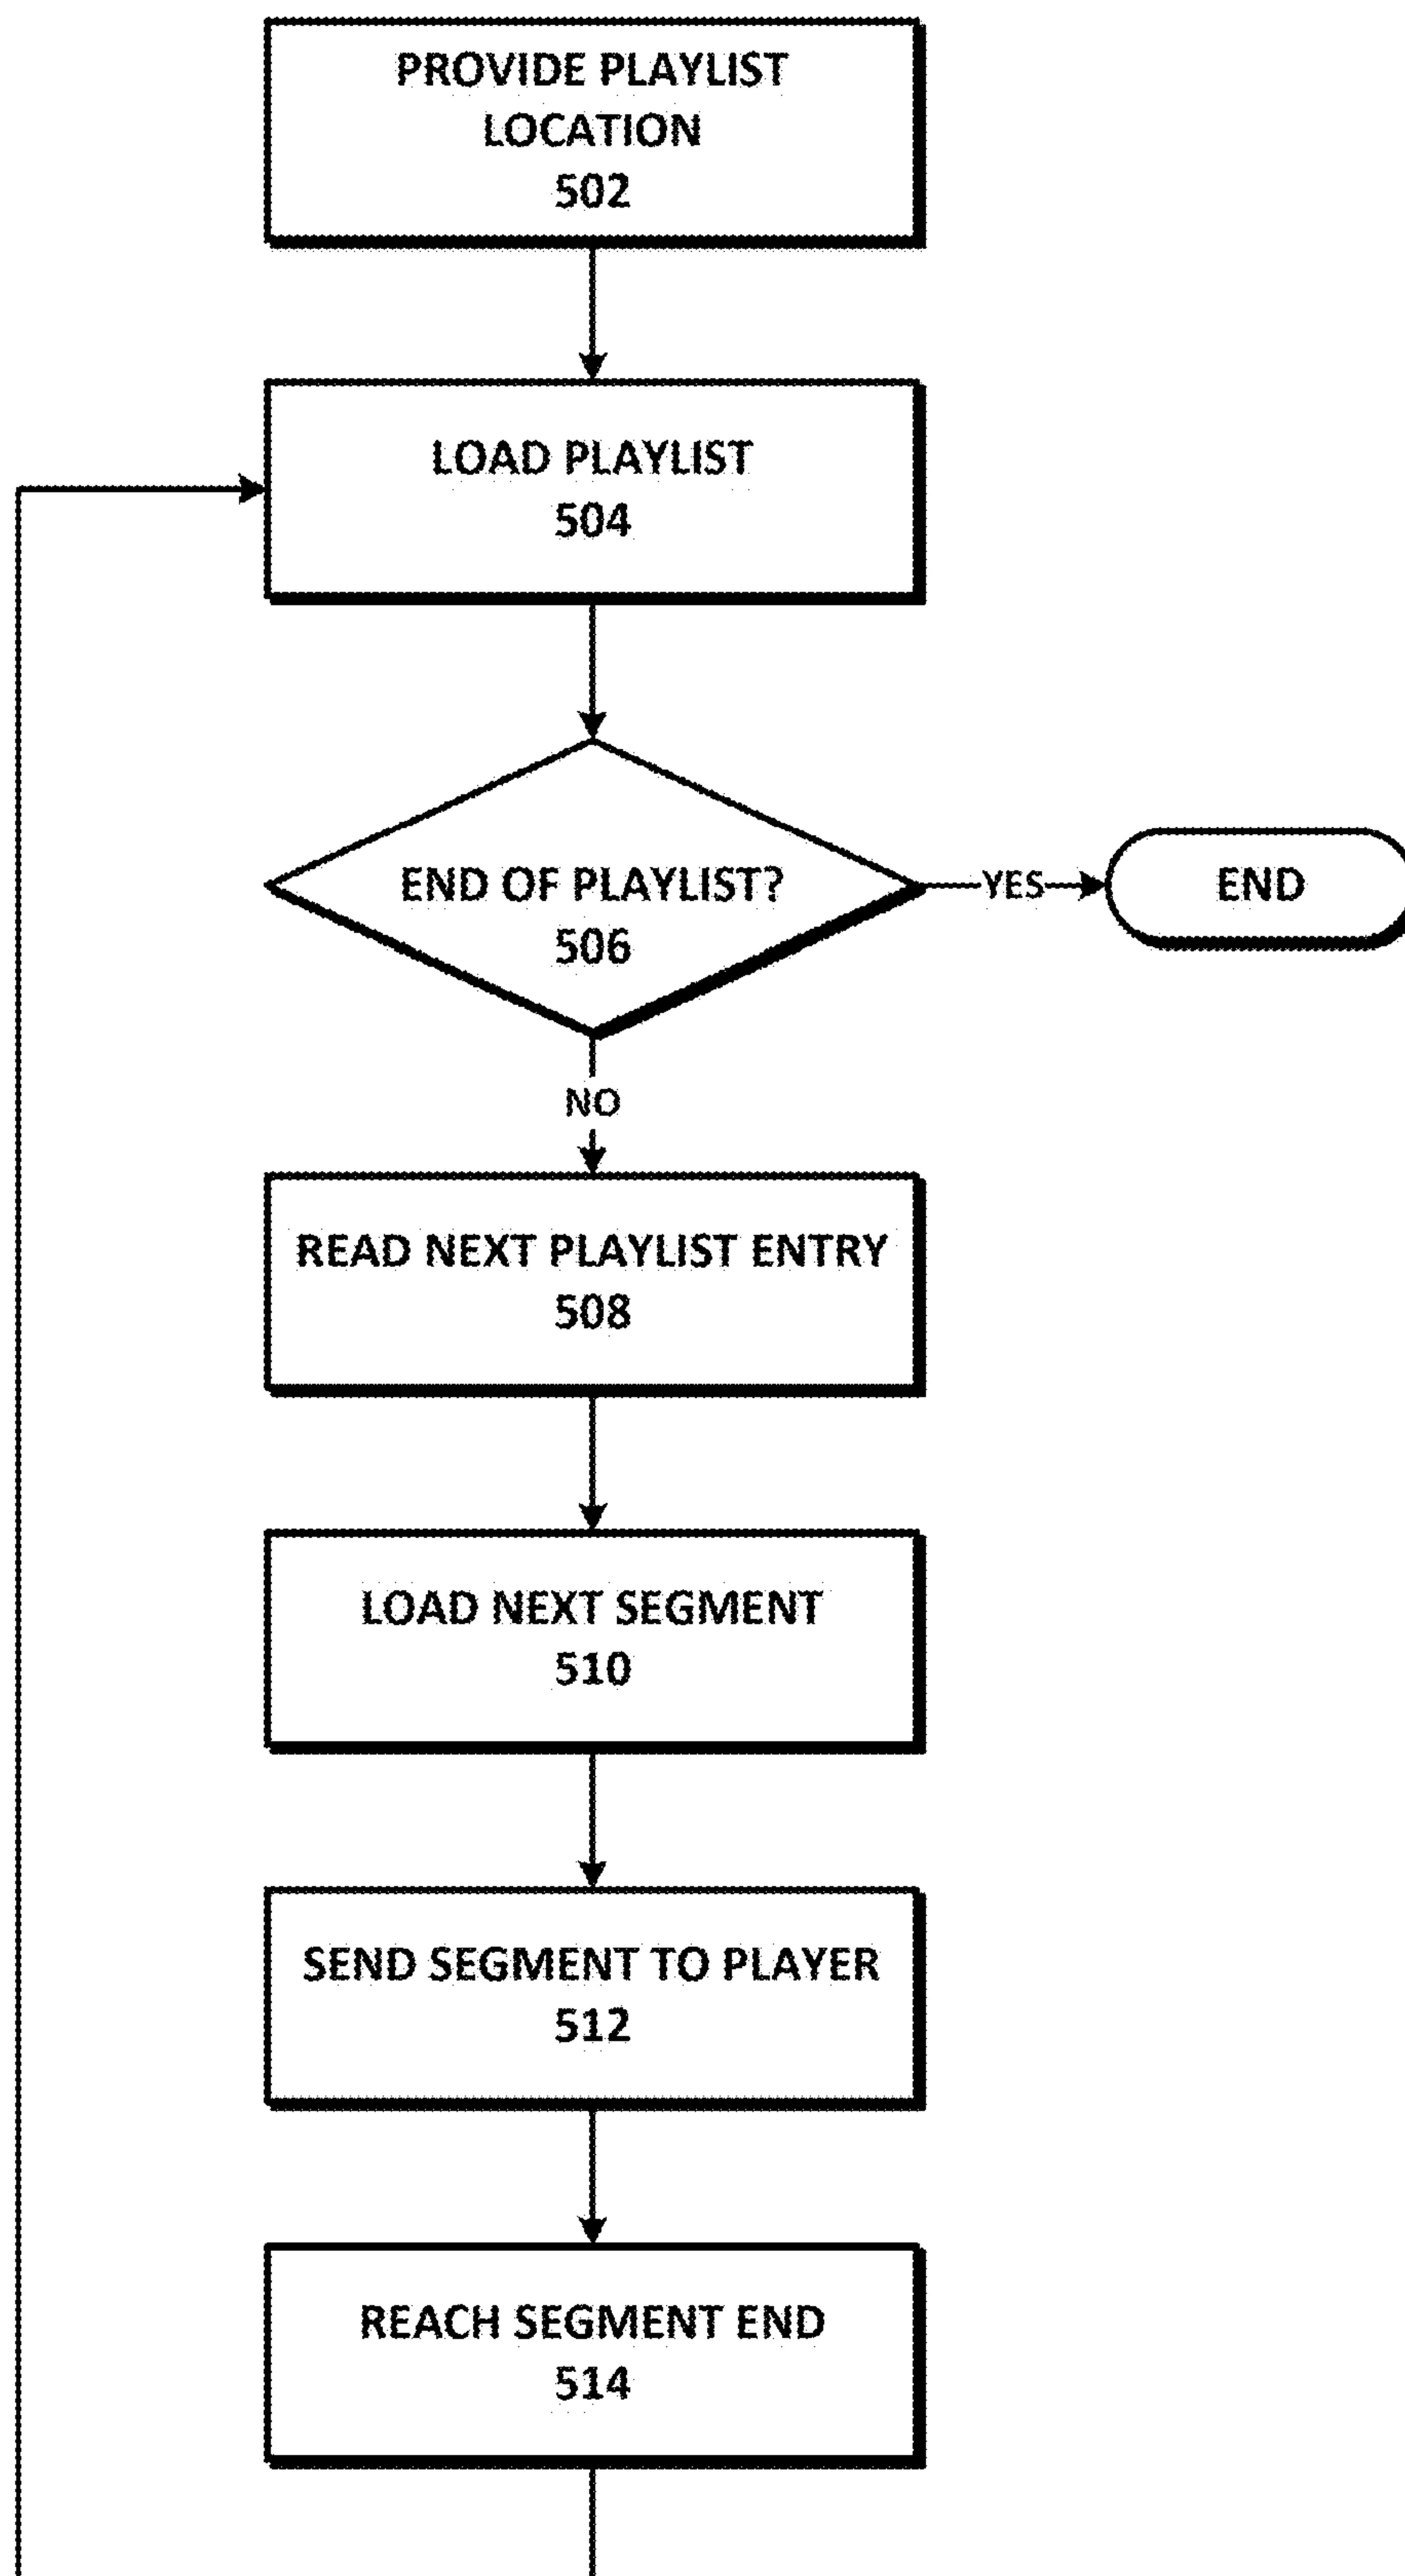 PROVIDE PLAYLIST
LOCATION
502
LOAD PLAYLIST
504
END OF PLAYLIST?
506
YES
END
NO
READ NEXT PLAYLIST ENTRY
508
LOAD NEXT SEGMENT
510
SEND SEGMENT TO PLAYER
512
REACH SEGMENT END
514